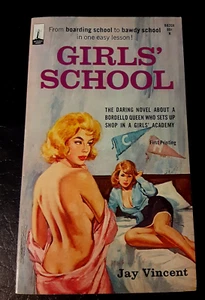 From boarding school to bawdy school
in one easy lesson!
GIRLS'
SCHOOL
THE DARING NOVEL ABOUT A
BORDELLO QUEEN WHO SETS UP
SHOP IN A GIRLS' ACADEMY
First Printing
Jay Vincent